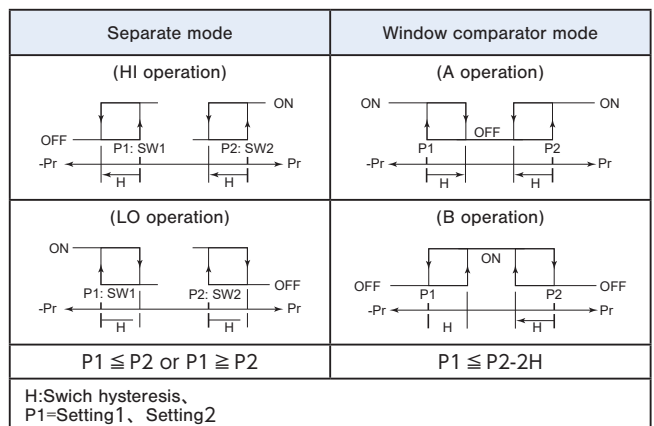 Separate mode
Window comparator mode
(HI operation)
ON
OFF
P1: SW1
P2: SW2
-Pr
Pr
H
H
(A operation)
ON
ON
OFF
P1
P2
-Pr
Pr
H
H
(LO operation)
ON
OFF
P1: SW1
P2: SW2
-Pr
Pr
H
H
(B operation)
ON
OFF
OFF
P1
P2
-Pr
Pr
H
H
P1 ≦ P2 or P1 ≧ P2
P1 ≦ P2-2H
H:Swich hysteresis、
P1=Setting1、 Setting2